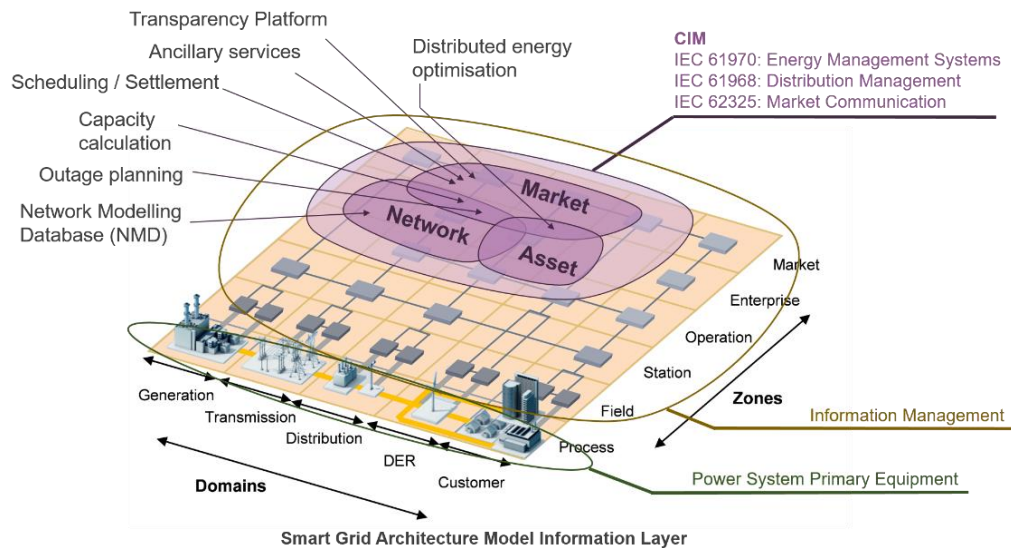 Transparency Platform
Ancillary services
Scheduling / Settlement
Capacity
calculation
Outage planning
Network Modelling
Database (NMD)
Distributed energy
optimisation
CIM
IEC 61970: Energy Management Systems
IEC 61968: Distribution Management
IEC 62325: Market Communication
Market
Network
Asset
Market
Enterprise
Operation
Station
Field
Process
Zones
Information Management
Power System Primary Equipment
Generation
Transmission
Distribution
DER
Customer
Domains
Smart Grid Architecture Model Information Layer